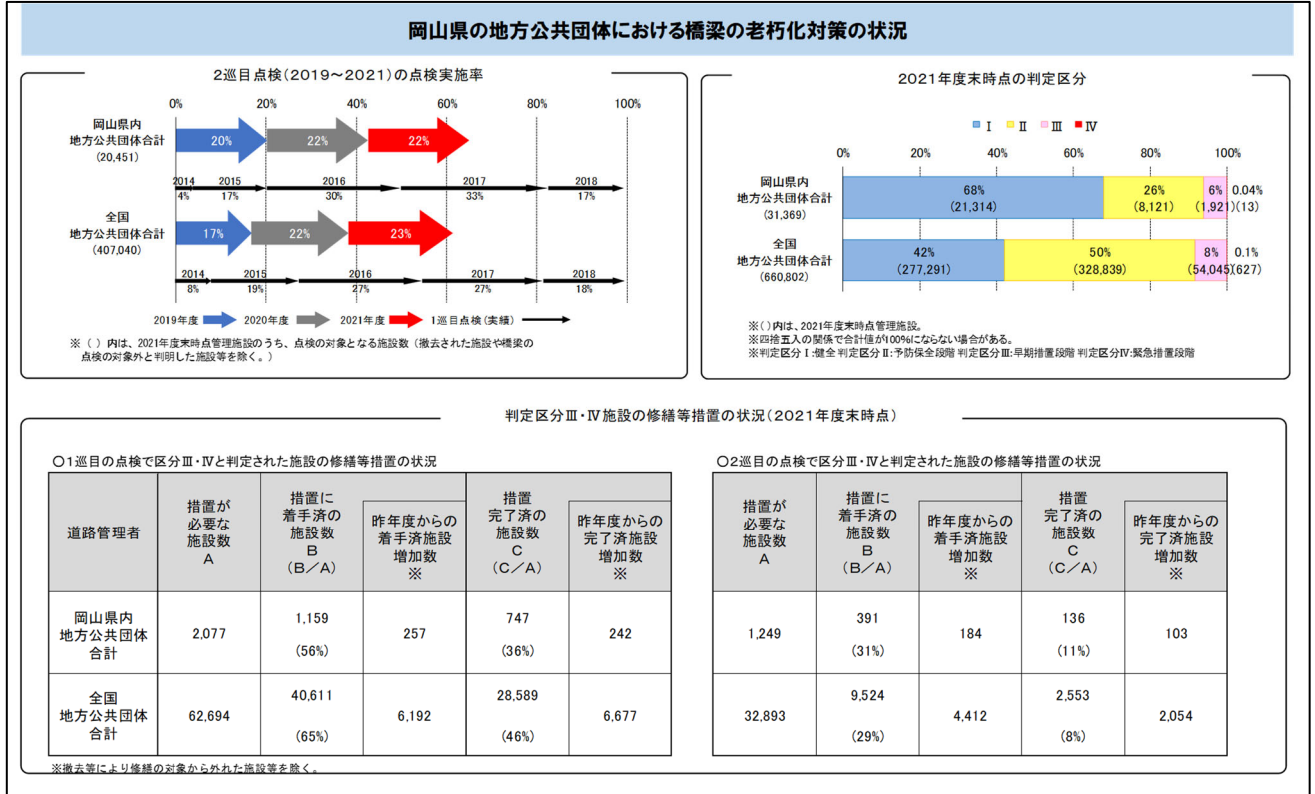 岡山県の地方公共団体における橋梁の老朽化対策の状況
2巡目点検(2019～2021)の点検実施率
0% 20% 40% 60% 80% 100%
岡山県内
地方公共団体合計
(20,451)
20% 22% 22%
2014 2015 2016 2017 2018
4% 17% 30% 33% 17%
全国
地方公共団体合計
(407,040)
17% 22% 23%
2014 2015 2016 2017 2018
8% 19% 27% 27% 18%
2019年度 2020年度 2021年度 1巡目点検(実績)
※（ ）内は、2021年度末時点管理施設のうち、点検の対象となる施設数（撤去された施設や橋梁の
点検の対象外と判明した施設等を除く。）
2021年度末時点の判定区分
Ⅰ Ⅱ Ⅲ Ⅳ
0% 20% 40% 60% 80% 100%
岡山県内
地方公共団体合計
(31,369)
68% 26% 6% 0.04%
(21,314) (8,121) (1,921)(13)
全国
地方公共団体合計
(660,802)
42% 50% 8% 0.1%
(277,291) (328,839) (54,045)(627)
※( )内は、2021年度末時点管理施設。
※四捨五入の関係で合計値が100%にならない場合がある。
※判定区分Ⅰ:健全 判定区分Ⅱ:予防保全段階 判定区分Ⅲ:早期措置段階 判定区分Ⅳ:緊急措置段階
判定区分Ⅲ・Ⅳ施設の修繕等措置の状況(2021年度末時点)
○1巡目の点検で区分Ⅲ・Ⅳと判定された施設の修繕等措置の状況
道路管理者
措置が
必要な
施設数
A
措置に
着手済の
施設数
B
(B／A)
昨年度からの
着手済施設
増加数
※
措置
完了済の
施設数
C
(C／A)
昨年度からの
完了済施設
増加数
※
岡山県内
地方公共団体
合計
2,077
1,159
(56%)
257
747
(36%)
242
全国
地方公共団体
合計
62,694
40,611
(65%)
6,192
28,589
(46%)
6,677
※撤去等により修繕の対象から外れた施設等を除く。
○2巡目の点検で区分Ⅲ・Ⅳと判定された施設の修繕等措置の状況
措置が
必要な
施設数
A
措置に
着手済の
施設数
B
(B／A)
昨年度からの
着手済施設
増加数
※
措置
完了済の
施設数
C
(C／A)
昨年度からの
完了済施設
増加数
※
1,249
391
(31%)
184
136
(11%)
103
32,893
9,524
(29%)
4,412
2,553
(8%)
2,054